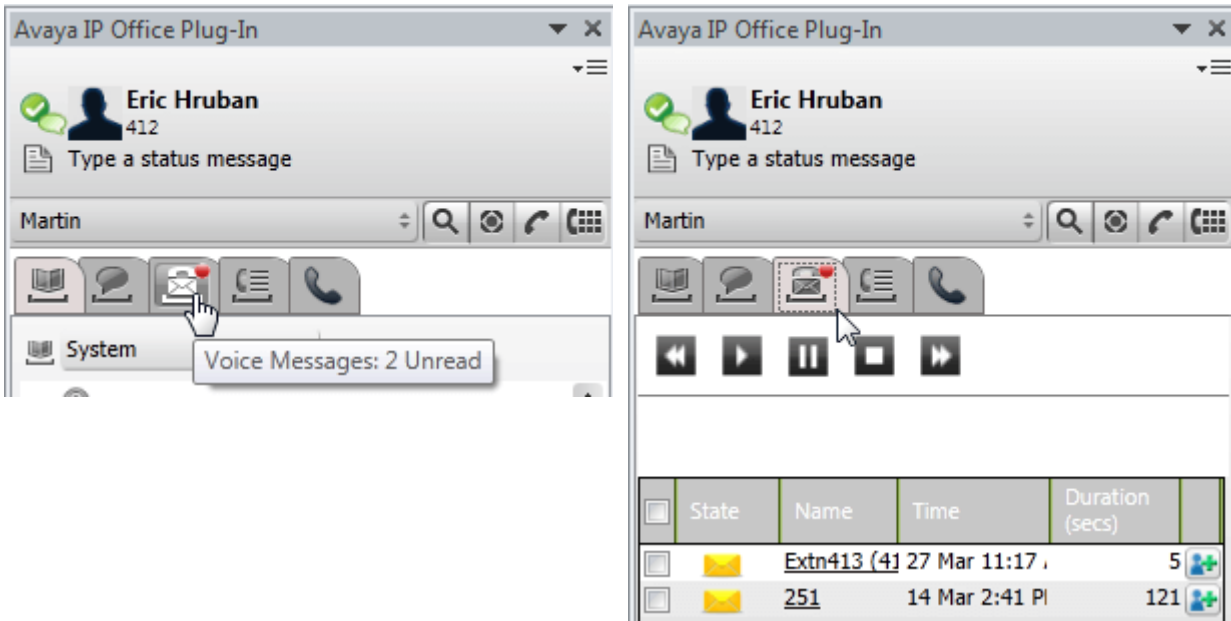 Avaya IP Office Plug-In
Eric Hruban
412
Type a status message
Martin
System
Voice Messages: 2 Unread
Avaya IP Office Plug-In
Eric Hruban
412
Type a status message
Martin
State Name Time Duration (secs)
Extn413 (41 27 Mar 11:17 5
251 14 Mar 2:41 P 121